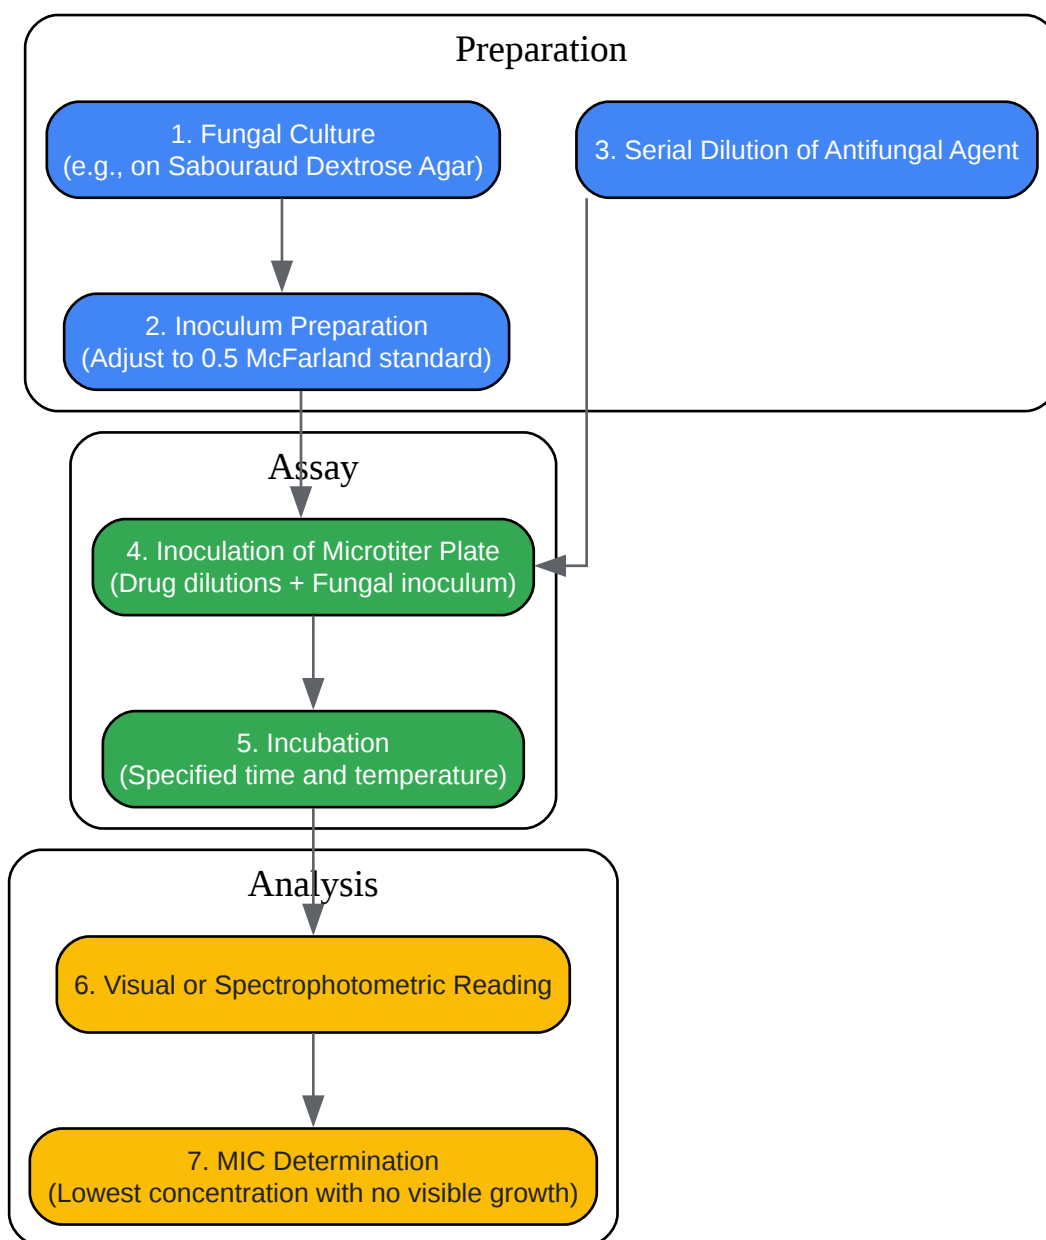 Preparation
1. Fungal Culture
(e.g., on Sabouraud Dextrose Agar)
3. Serial Dilution of Antifungal Agent
2. Inoculum Preparation
(Adjust to 0.5 McFarland standard)
Assay
4. Inoculation of Microtiter Plate
(Drug dilutions + Fungal inoculum)
5. Incubation
(Specified time and temperature)
Analysis
6. Visual or Spectrophotometric Reading
7. MIC Determination
(Lowest concentration with no visible growth)